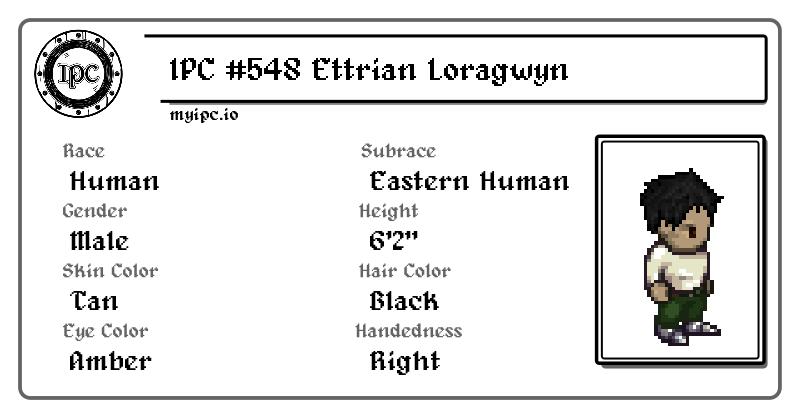 IPC
IPC #548 Ettrian Loragwyn
myipc.io
Race
Subrace
Human
Eastern Human
Gender
Height
Male
6'2"
Skin Color
Hair Color
Tan
Black
Eye Color
Handedness
Amber
Right